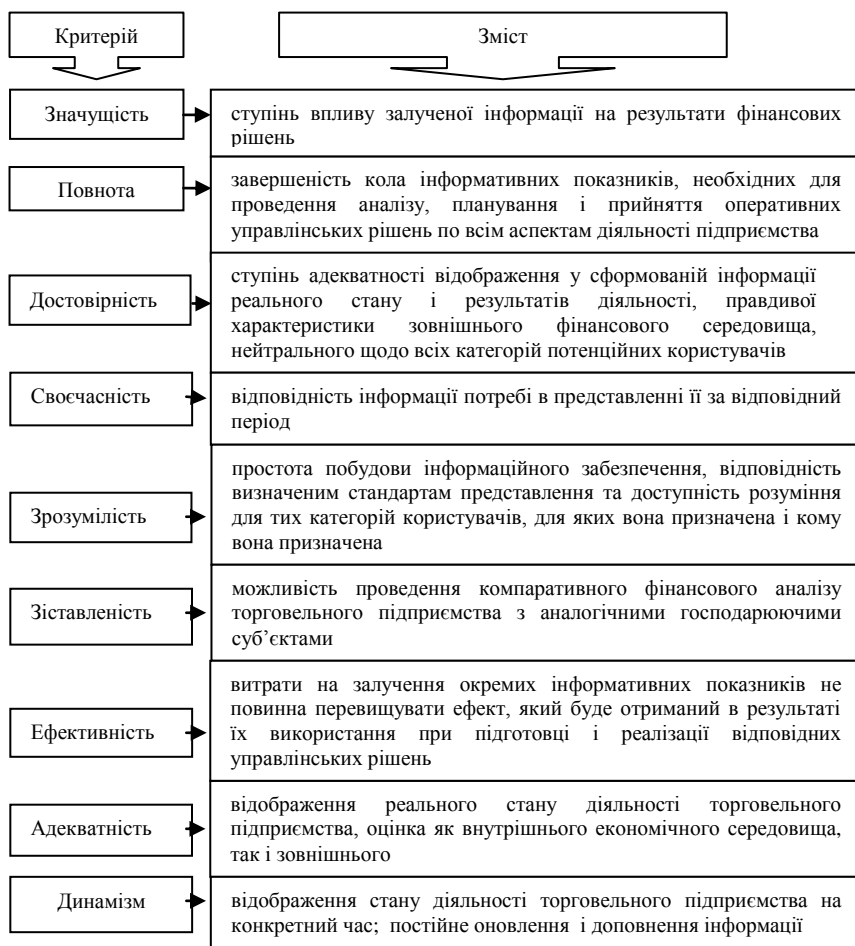 Критерій
Зміст
Значущість
ступінь впливу залученої інформації на результати фінансових
рішень
Повнота
завершеність кола інформативних показників, необхідних для
проведення аналізу, планування і прийняття оперативних
управлінських рішень по всім аспектам діяльності підприємства
Достовірність
ступінь адекватності відображення у сформованій інформації
реального стану і результатів діяльності, правдивої
характеристики зовнішнього фінансового середовища,
нейтрального щодо всіх категорій потенційних користувачів
Своєчасність
відповідність інформації потребі в представленні її за відповідний
період
Зрозумілість
простота побудови інформаційного забезпечення, відповідність
визначеним стандартам представлення та доступність розуміння
для тих категорій користувачів, для яких вона призначена і кому
вона призначена
Зіставленість
можливість проведення компаративного фінансового аналізу
торговельного підприємства з аналогічними господарюючими
суб’єктами
Ефективність
витрати на залучення окремих інформативних показників не
повинна перевищувати ефект, який буде отриманий в результаті
їх використання при підготовці і реалізації відповідних
управлінських рішень
Адекватність
відображення реального стану діяльності торговельного
підприємства, оцінка як внутрішнього економічного середовища,
так і зовнішнього
Динамізм
відображення стану діяльності торговельного підприємства на
конкретний час; постійне оновлення і доповнення інформації